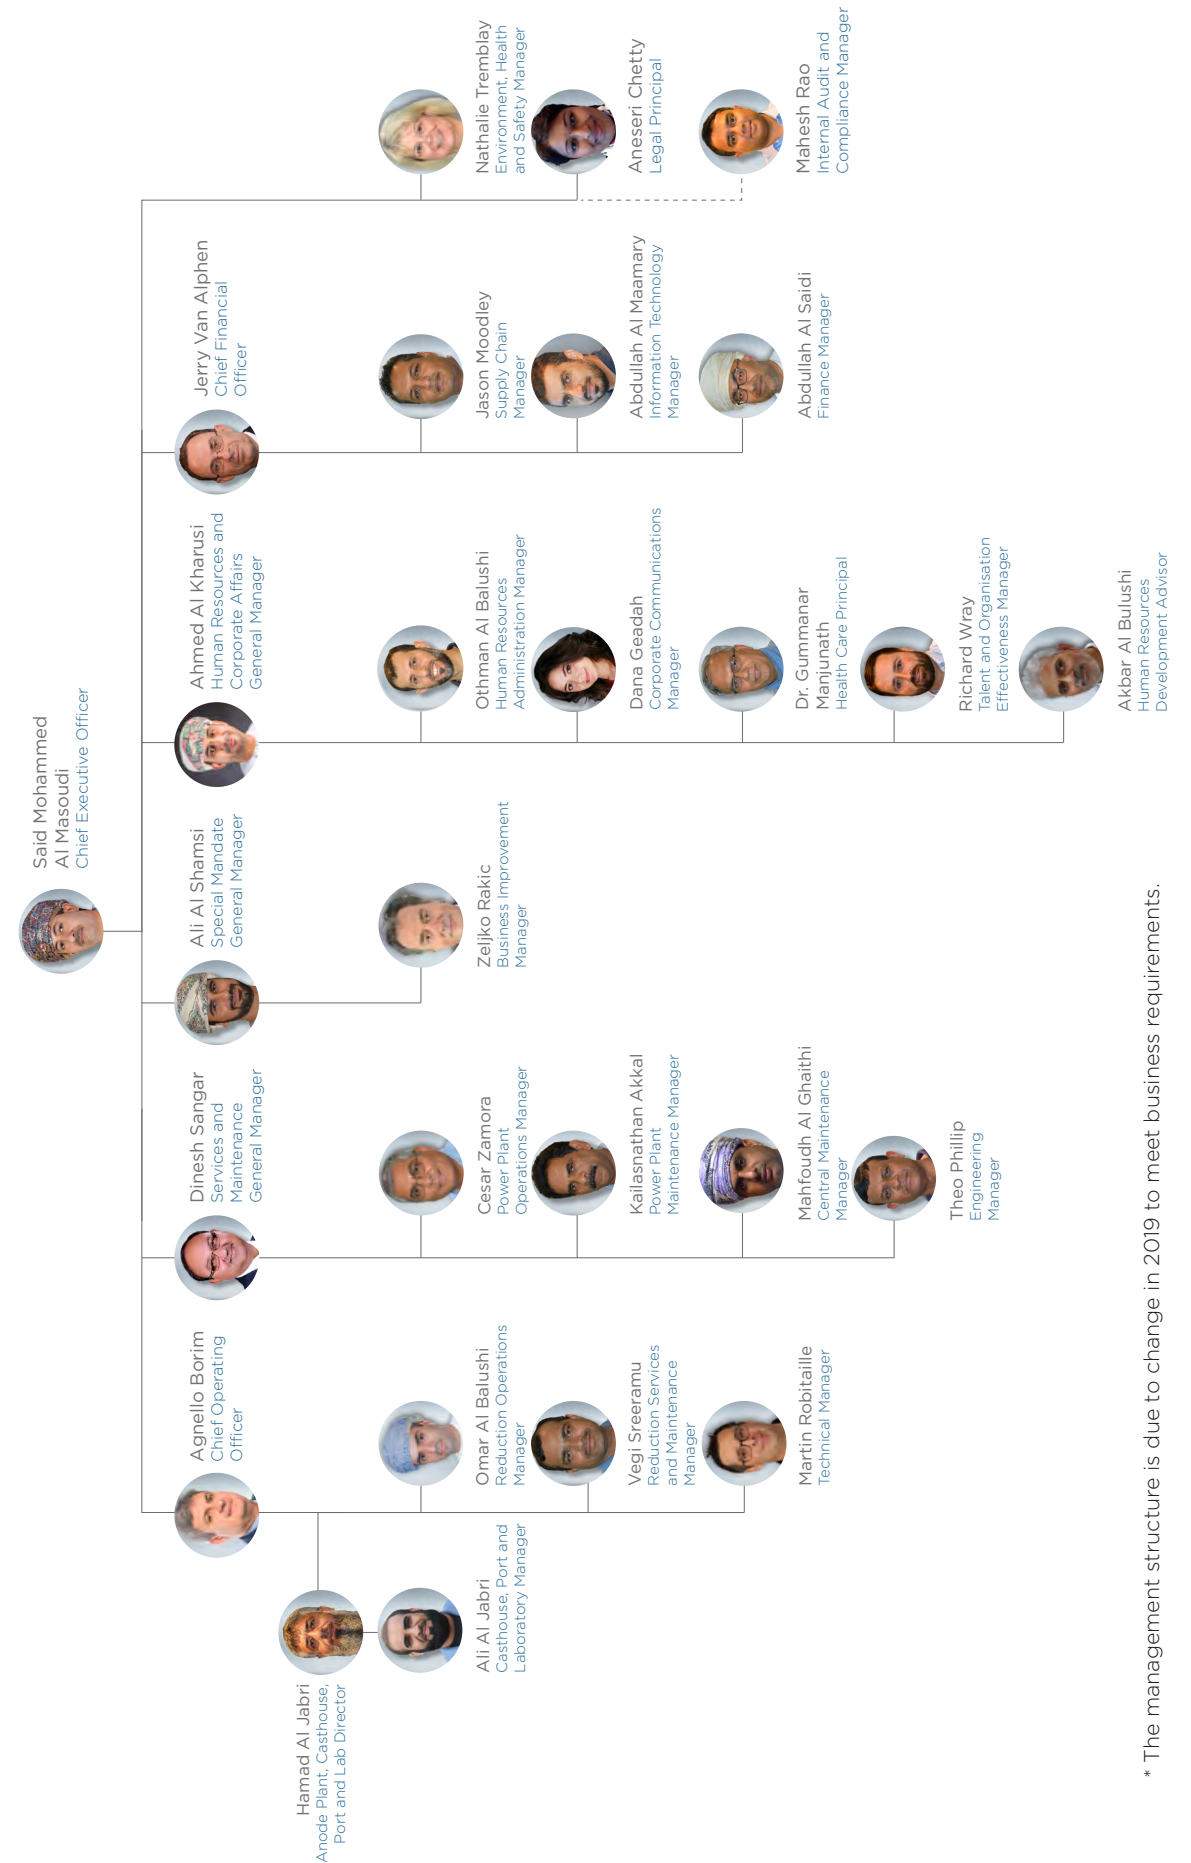 Said Mohammed
Al Masoudi
Chief Executive Officer
Agnello Borim
Chief Operating
Officer
Dinesh Sangar
Services and
Maintenance
General Manager
Ali Al Shamsi
Special Mandate
General Manager
Ahmed Al Kharusi
Human Resources and
Corporate Affairs
General Manager
Jerry Van Alphen
Chief Financial
Officer
Hamad Al Jabri
Anode Plant, Casthouse,
Port and Lab Director
Ali Al Jabri
Casthouse, Port and
Laboratory Manager
Omar Al Balushi
Reduction Operations
Manager
Vegi Sreeramu
Reduction Services
and Maintenance
Manager
Martin Robitaille
Technical Manager
Cesar Zamora
Power Plant
Operations Manager
Kailasnathan Akkal
Power Plant
Maintenance Manager
Mahfoudh Al Ghaithi
Central Maintenance
Manager
Theo Phillip
Engineering
Manager
Zeljko Rakic
Business Improvement
Manager
Othman Al Balushi
Human Resources
Administration Manager
Dana Geadah
Corporate Communications
Manager
Dr. Gummanar
Manjunath
Health Care Principal
Richard Wray
Talent and Organisation
Effectiveness Manager
Akbar Al Bulushi
Human Resources
Development Advisor
Jason Moodley
Supply Chain
Manager
Abdullah Al Maamary
Information Technology
Manager
Abdullah Al Saidi
Finance Manager
Nathalie Tremblay
Environment, Health
and Safety Manager
Aneseri Chetty
Legal Principal
Mahesh Rao
Internal Audit and
Compliance Manager
* The management structure is due to change in 2019 to meet business requirements.